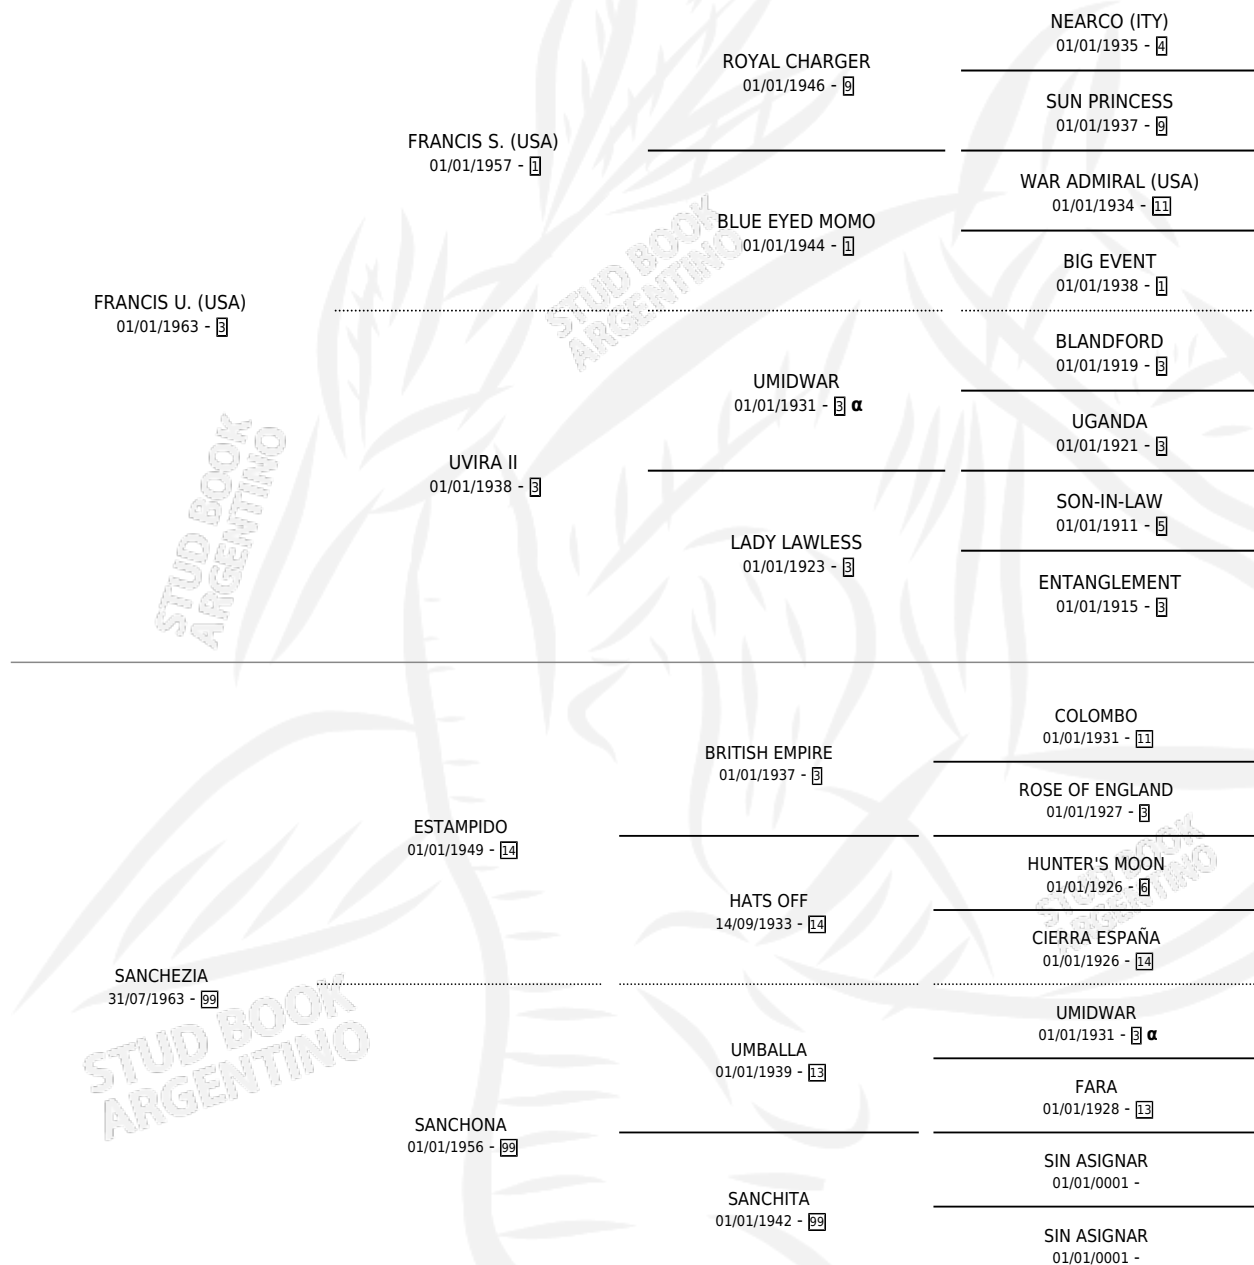 NEARCO (ITY)
01/01/1935 - 4
ROYAL CHARGER
01/01/1946 - 9
SUN PRINCESS
01/01/1937 - 9
FRANCIS S. (USA)
01/01/1957 - 1
WAR ADMIRAL (USA)
01/01/1934 - 11
BLUE EYED MOMO
01/01/1944 - 1
BIG EVENT
01/01/1938 - 1
FRANCIS U. (USA)
01/01/1963 - 3
BLANDFORD
01/01/1919 - 3
UMIDWAR
01/01/1931 - 3 α
UGANDA
01/01/1921 - 3
UVIRA II
01/01/1938 - 3
SON-IN-LAW
01/01/1911 - 5
LADY LAWLESS
01/01/1923 - 3
ENTANGLEMENT
01/01/1915 - 3
COLOMBO
01/01/1931 - 11
BRITISH EMPIRE
01/01/1937 - 3
ROSE OF ENGLAND
01/01/1927 - 3
ESTAMPIDO
01/01/1949 - 14
HUNTER'S MOON
01/01/1926 - 6
HATS OFF
14/09/1933 - 14
CIERRA ESPAÑA
01/01/1926 - 14
SANCHEZIA
31/07/1963 - 99
UMIDWAR
01/01/1931 - 3 α
UMBALLA
01/01/1939 - 13
FARA
01/01/1928 - 13
SANCHONA
01/01/1956 - 99
SIN ASIGNAR
01/01/0001 -
SANCHITA
01/01/1942 - 99
SIN ASIGNAR
01/01/0001 -
STUD BOOK
ARGENTINO
STUD BOOK
ARGENTINO
STUD BOOK
ARGENTINO
STUD BOOK
ARGENTINO